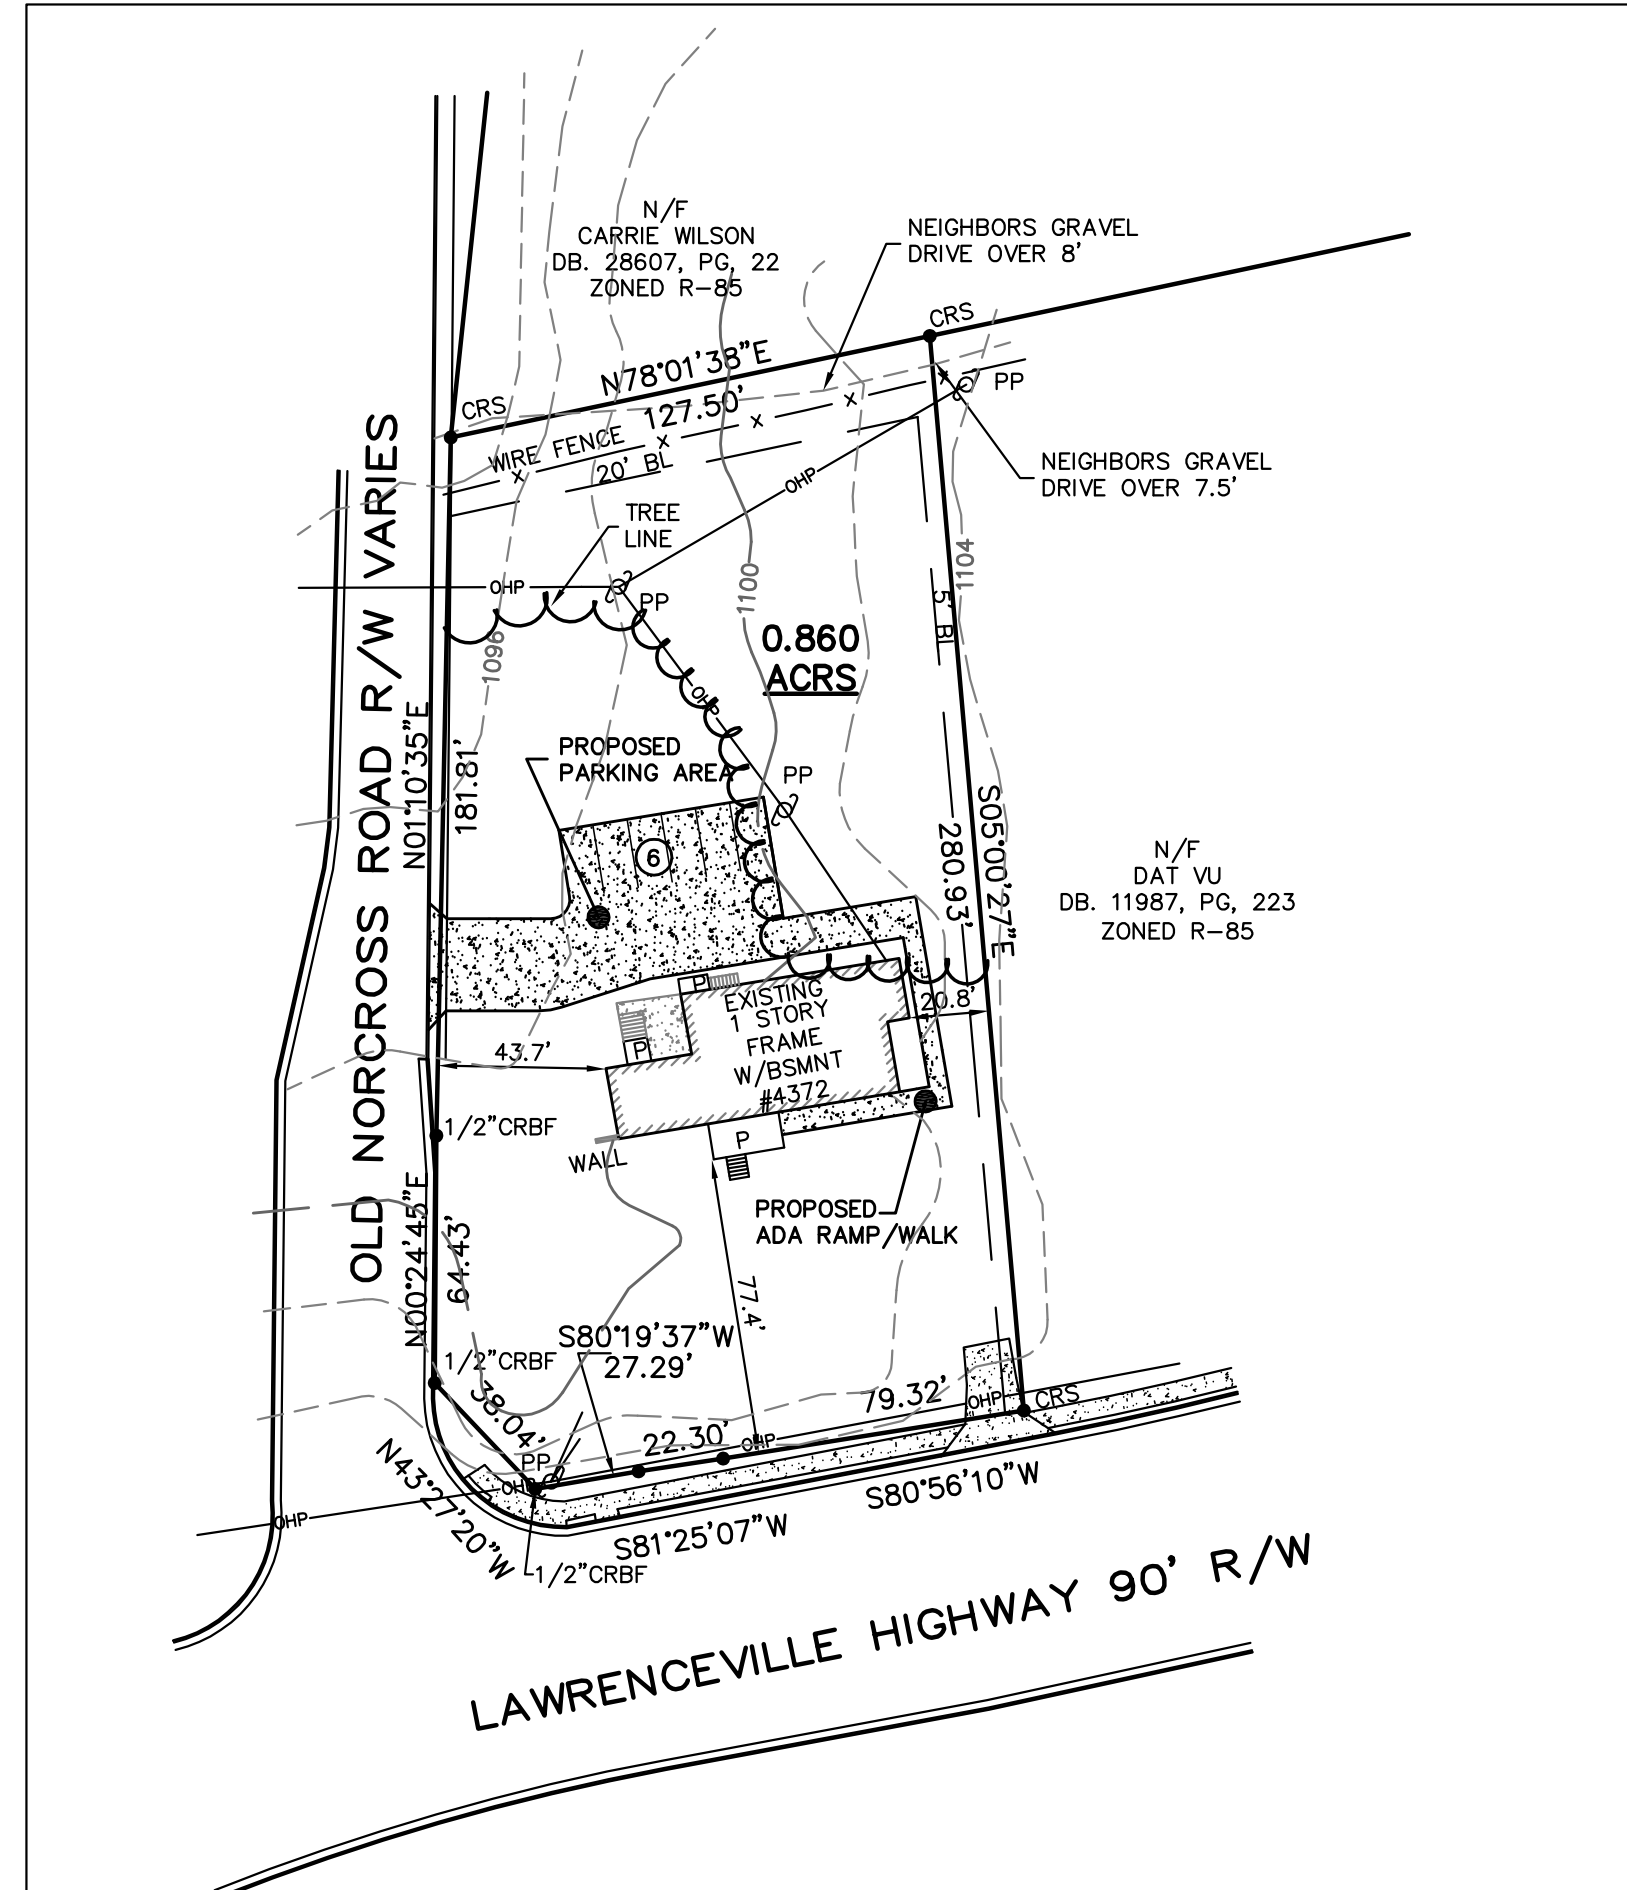 N/F
CARRIE WILSON
DB. 28607, PG, 22
ZONED R-85
NEIGHBORS GRAVEL
DRIVE OVER 8'
CRS
N78°01'38"E
127.50'
CRS
PP
WIRE FENCE
20' BL
OHP
NEIGHBORS GRAVEL
DRIVE OVER 7.5'
TREE
LINE
OHP
PP
1100
1104
5' BL
0.860
ACRS
1096
OHP
OLD NORCROSS ROAD R/W VARIES
N01°10'35"E
181.81'
PROPOSED
PARKING AREA
PP
6
S05°00'27"E
280.93'
N/F
DAT VU
DB. 11987, PG, 223
ZONED R-85
P
EXISTING
1 STORY
FRAME
W/BSMNT
#4372
20.8'
P
43.7'
1/2"CRBF
P
WALL
N00°24'45"E
64.43'
PROPOSED
ADA RAMP/WALK
77.4'
S80°19'37"W
27.29'
1/2"CRBF
38.04'
79.32'
OHP
CRS
22.30'
OHP
PP
OHP
N43°27'20"W
S80°56'10"W
OHP
S81°25'07"W
1/2"CRBF
LAWRENCEVILLE HIGHWAY 90' R/W